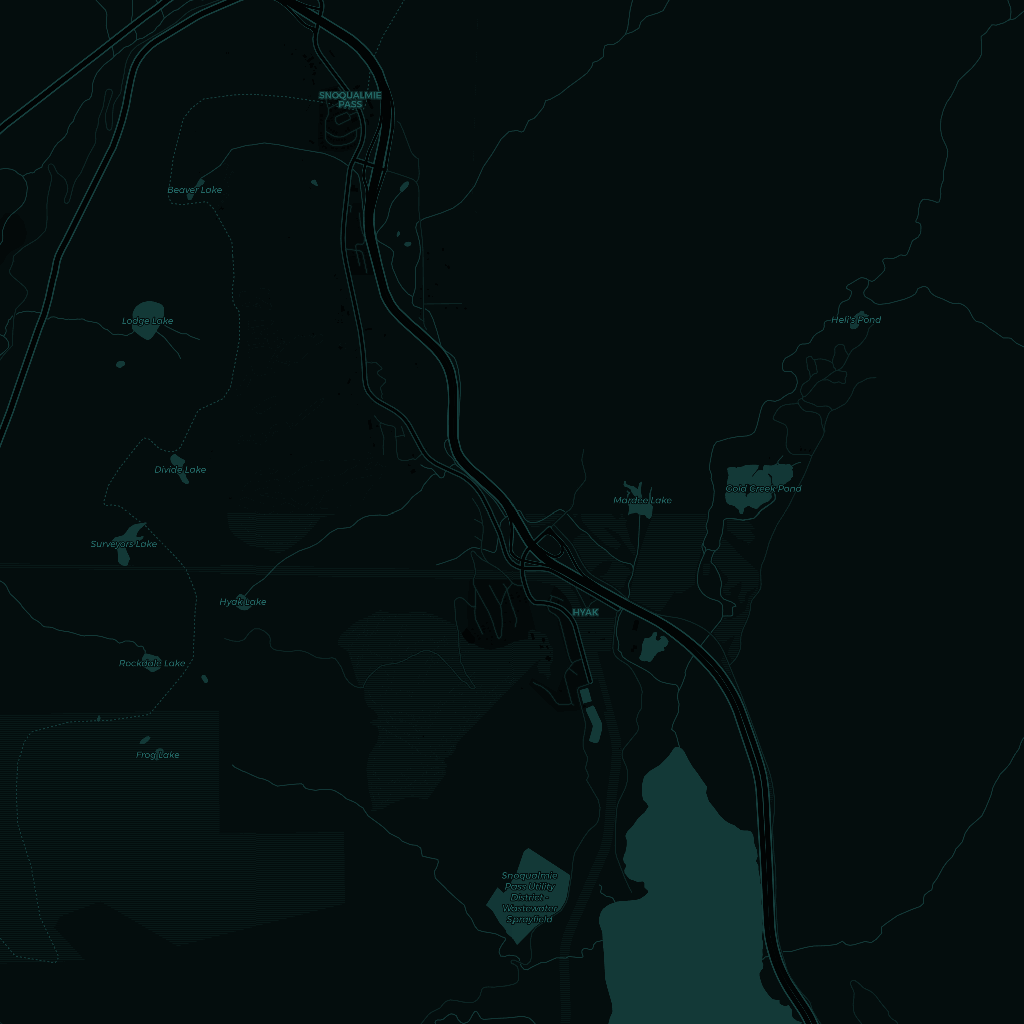 SNOQUALMIE
PASS
Beaver Lake
Lodge Lake
Heli's Pond
Divide Lake
Gold Creek Pond
Mardee Lake
Surveyors Lake
Hyak Lake
HYAK
Rockdale Lake
Frog Lake
Snoqualmie
Pass Utility
District -
Wastewater
Sprayfield